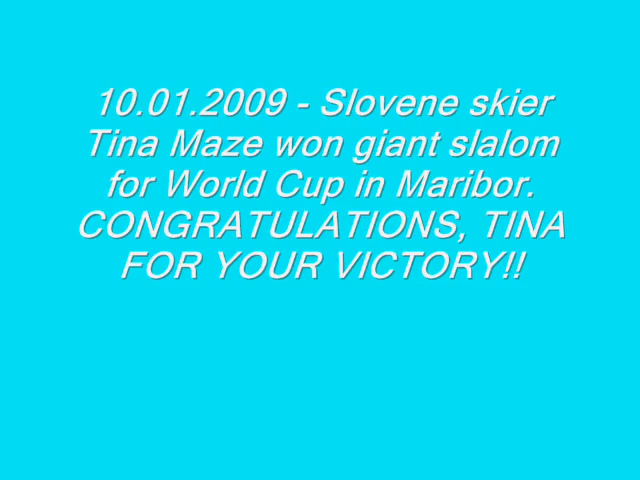 10.01.2009 - Slovene skier
Tina Maze won giant slalom
for World Cup in Maribor.
CONGRATULATIONS, TINA
FOR YOUR VICTORY!!